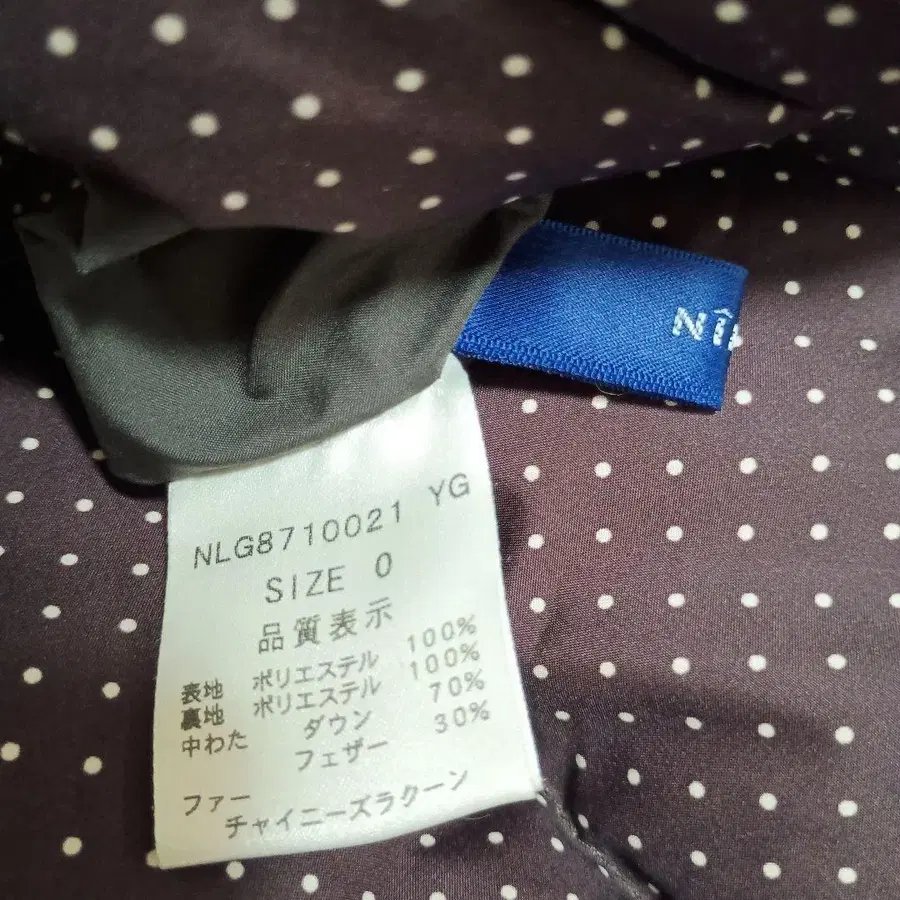 NLG8710021 YG
SIZE 0
品質表示
表地 ポリエステル 100%
裏地 ポリエステル 100%
中わた ダウン 70%
フェザー 30%
ファー
チャイニーズラクーン